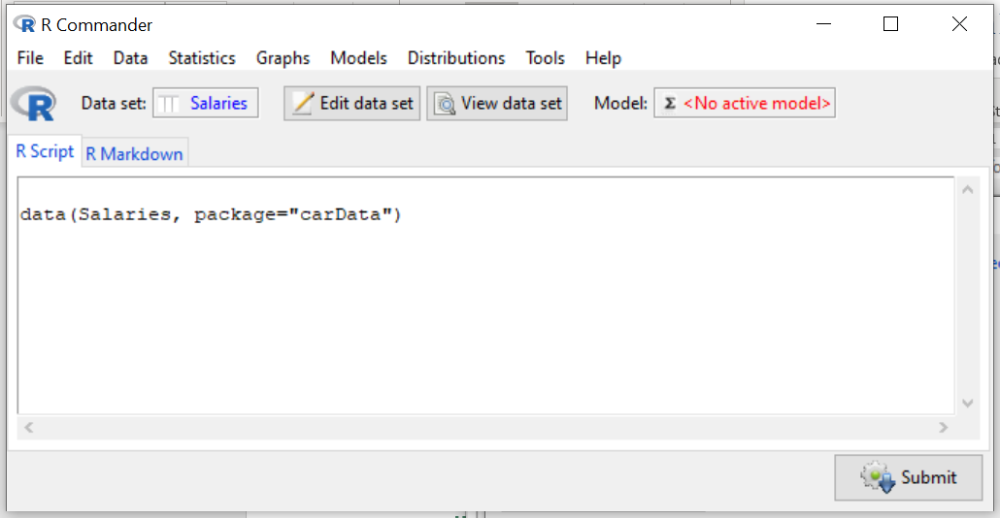 R Commander
File Edit Data Statistics Graphs Models Distributions Tools Help
R Data set: Salaries Edit data set View data set Model: Σ <No active model>
R Script R Markdown
data(Salaries, package="carData")
Submit